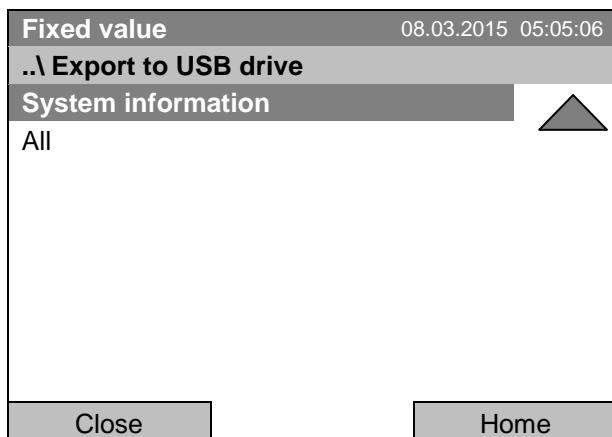 Fixed value 08.03.2015 05:05:06
..\ Export to USB drive
System information
All
Close Home